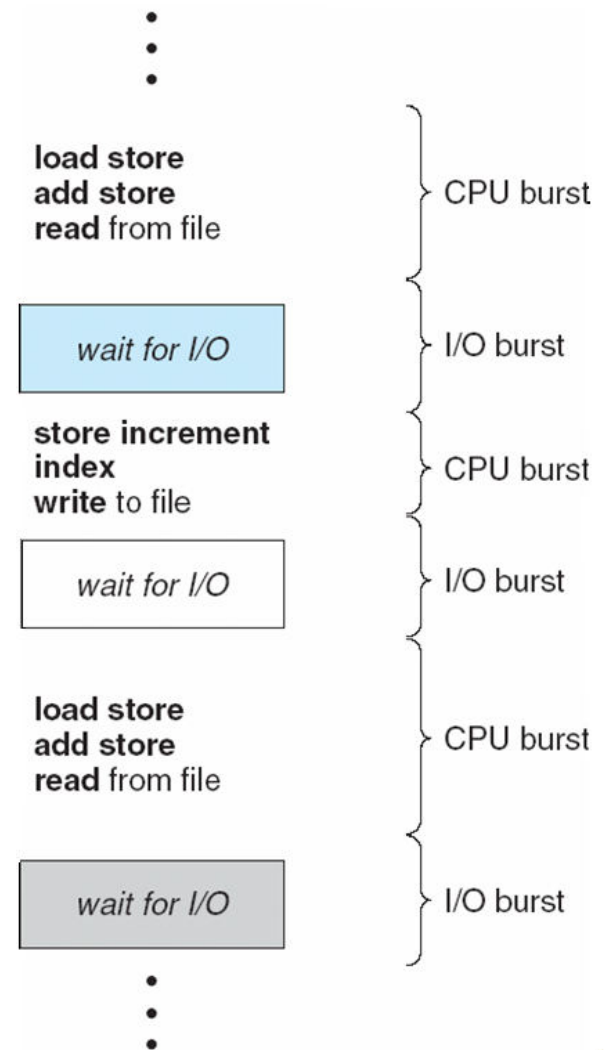 load store
add store
read from file
CPU burst
wait for I/O
I/O burst
store increment
index
write to file
CPU burst
wait for I/O
I/O burst
load store
add store
read from file
CPU burst
wait for I/O
I/O burst